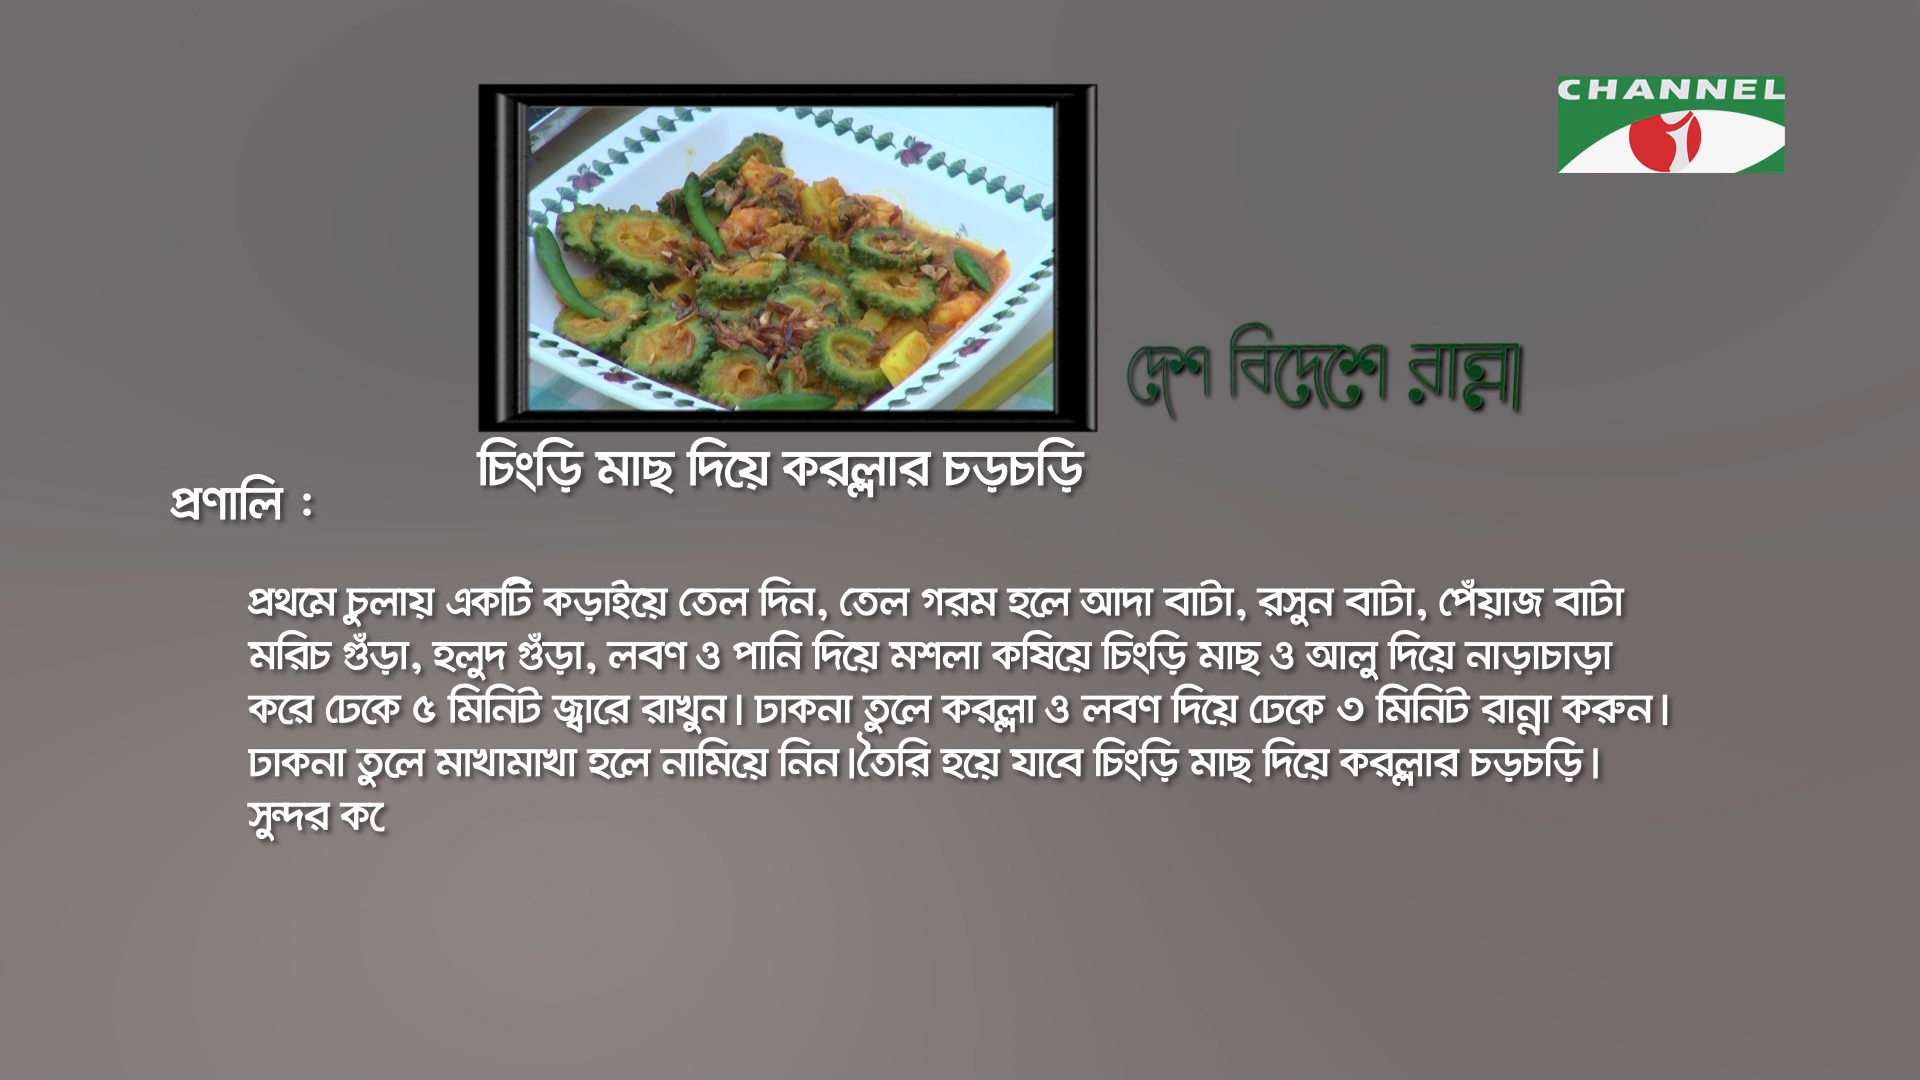 CHANNEL
i
দেশ বিদেশে রান্না
চিংড়ি মাছ দিয়ে করল্লার চড়চড়ি
প্রণালি :
প্রথমে চুলায় একটি কড়াইয়ে তেল দিন, তেল গরম হলে আদা বাটা, রসুন বাটা, পেঁয়াজ বাটা
মরিচ গুঁড়া, হলুদ গুঁড়া, লবণ ও পানি দিয়ে মশলা কষিয়ে চিংড়ি মাছ ও আলু দিয়ে নাড়াচাড়া
করে ঢেকে ৫ মিনিট জ্বারে রাখুন। ঢাকনা তুলে করল্লা ও লবণ দিয়ে ঢেকে ৩ মিনিট রান্না করুন।
ঢাকনা তুলে মাখামাখা হলে নামিয়ে নিন।তৈরি হয়ে যাবে চিংড়ি মাছ দিয়ে করল্লার চড়চড়ি।
সুন্দর কে